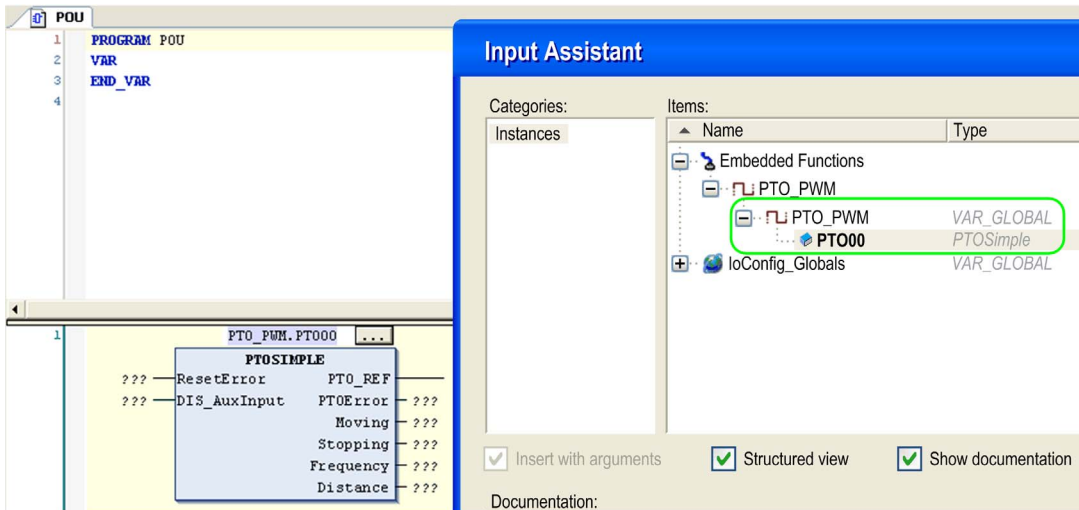 POU
1 PROGRAM POU
2 VAR
3 END_VAR
4
1
PTO_PWM.PTO00 ...
PTOSIMPLE
??? ResetError PTO_REF
??? DIS_AuxInput PTOError ???
Moving ???
Stopping ???
Frequency ???
Distance ???
Input Assistant
Categories:
Instances
Items:
Name Type
Embedded Functions
PTO_PWM
PTO_PWM VAR_GLOBAL
PTO00 PTOSimple
IoConfig_Globals VAR_GLOBAL
Insert with arguments Structured view Show documentation
Documentation: